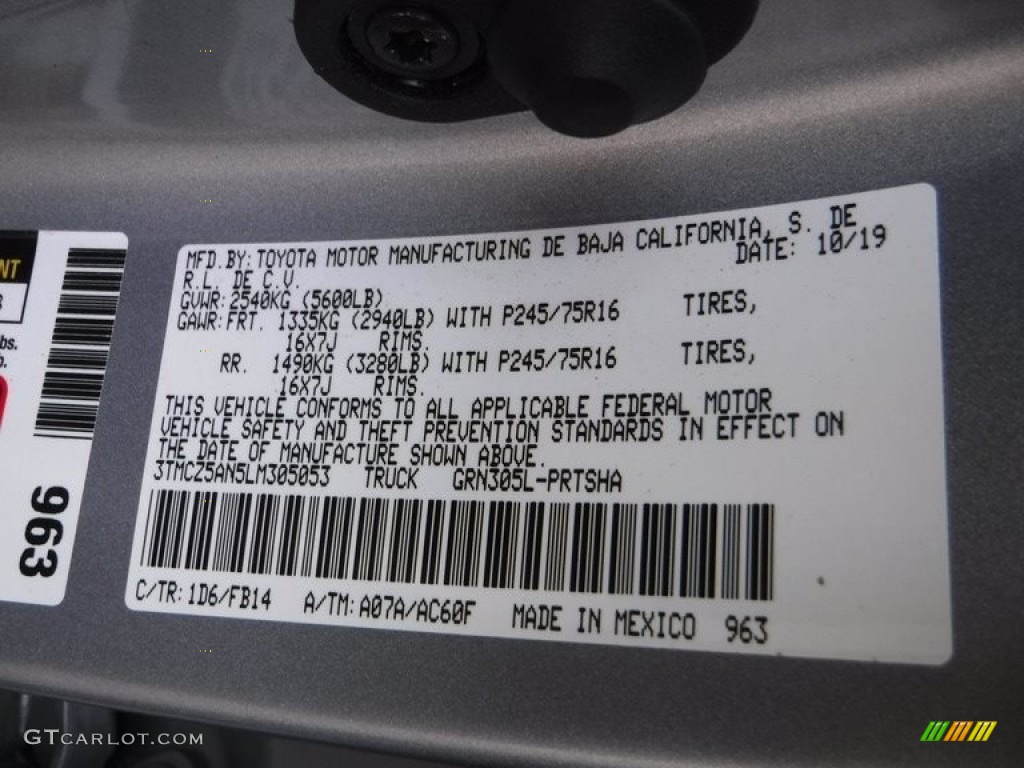 MFD.BY:TOYOTA MOTOR MANUFACTURING DE BAJA CALIFORNIA, S. DE
R.L. DE C.V. DATE: 10/19
GVWR:2540KG (5600LB)
GAWR:FRT. 1335KG (2940LB) WITH P245/75R16 TIRES,
16X7J RIMS.
RR. 1490KG (3280LB) WITH P245/75R16 TIRES,
16X7J RIMS.
THIS VEHICLE CONFORMS TO ALL APPLICABLE FEDERAL MOTOR
VEHICLE SAFETY AND THEFT PREVENTION STANDARDS IN EFFECT ON
THE DATE OF MANUFACTURE SHOWN ABOVE.
3TMCZ5AN5LM305053 TRUCK GRN305L-PRTSHA
C/TR:1D6/FB14 A/TM:A07A/AC60F MADE IN MEXICO 963
963
GTCARLOT.COM